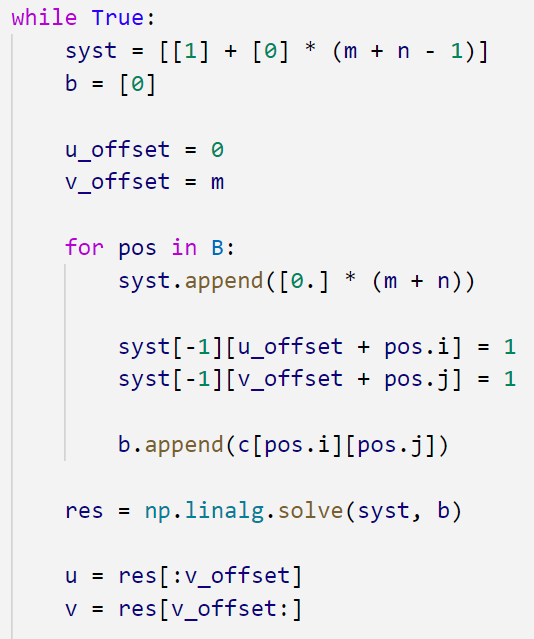 while True:
    syst = [[1] + [0] * (m + n - 1)]
    b = [0]
    u_offset = 0
    v_offset = m
    for pos in B:
        syst.append([0.] * (m + n))
        syst[-1][u_offset + pos.i] = 1
        syst[-1][v_offset + pos.j] = 1
        b.append(c[pos.i][pos.j])
    res = np.linalg.solve(syst, b)
    u = res[:v_offset]
    v = res[v_offset:]